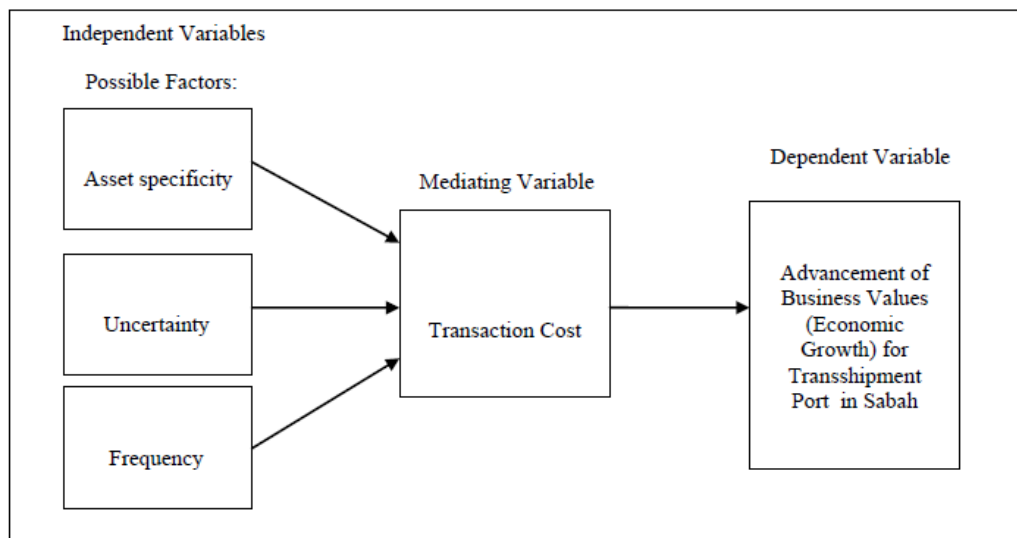 Independent Variables
Possible Factors:
Asset specificity
Uncertainty
Frequency
Mediating Variable
Transaction Cost
Dependent Variable
Advancement of
Business Values
(Economic
Growth) for
Transshipment
Port in Sabah